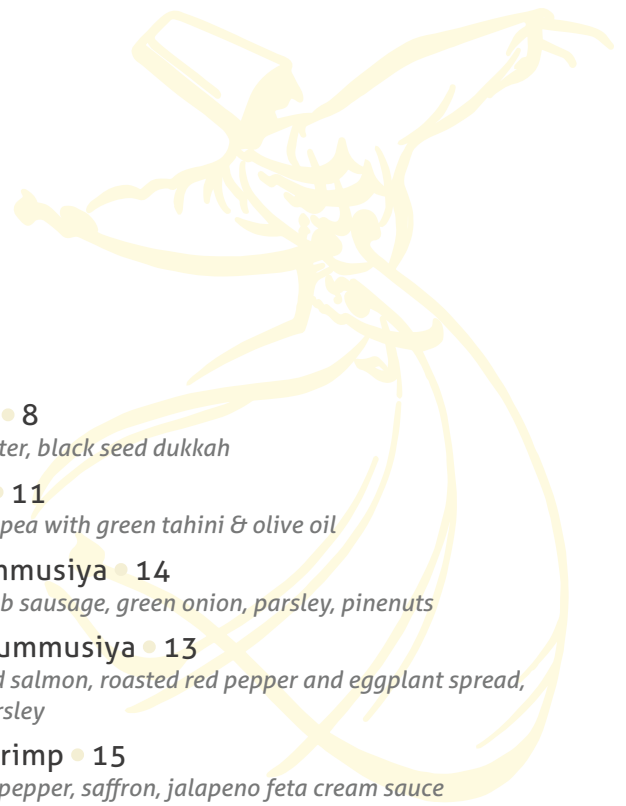 • 8
ter, black seed dukkah
• 11
pea with green tahini & olive oil
mmusiya • 14
b sausage, green onion, parsley, pinenuts
ummusiya • 13
d salmon, roasted red pepper and eggplant spread,
rsley
rimp • 15
pepper, saffron, jalapeno feta cream sauce